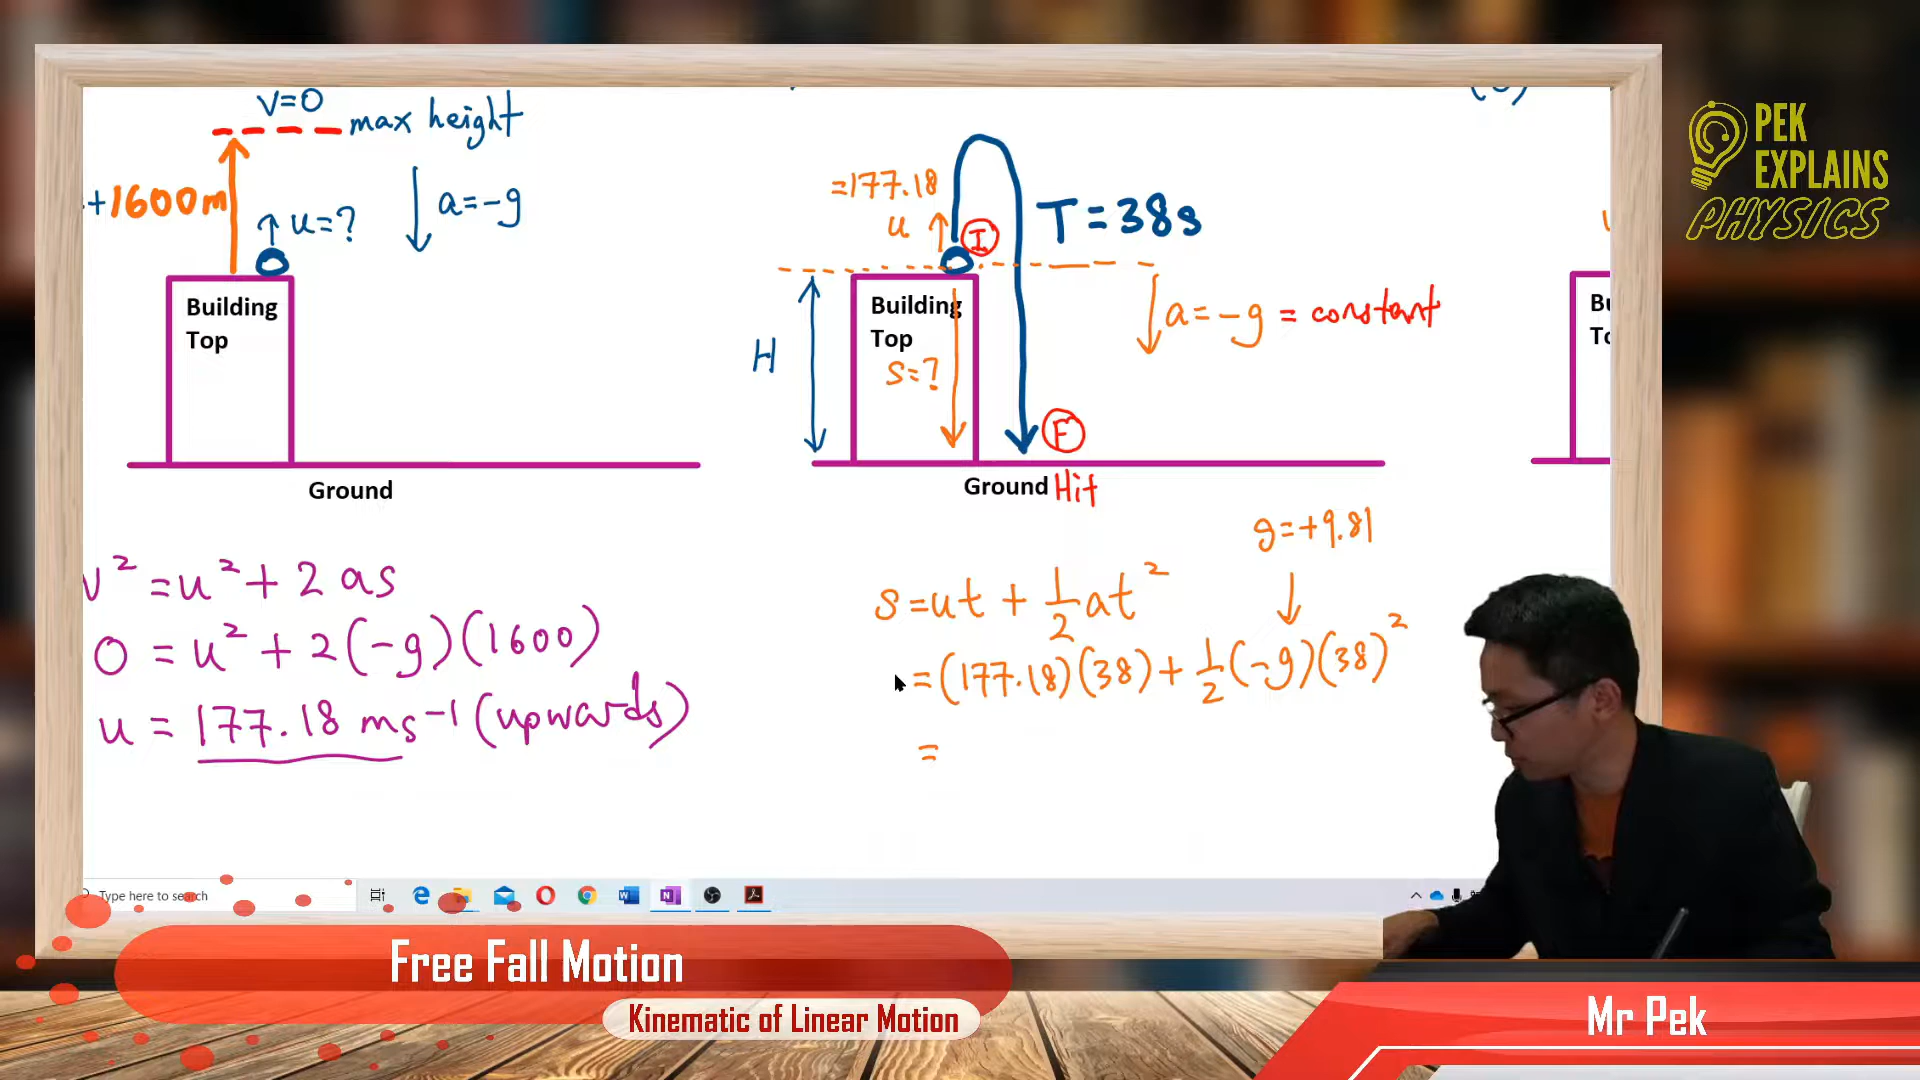 v=0
max height
+1600m
u=?
a=-g
Building
Top
Ground
v²=u²+2as
0 = u²+2(-g)(1600)
u = 177.18 ms⁻¹ (upwards)
=177.18
u
I
T=38s
Building
Top
H
s=?
a=-g = constant
F
Ground Hit
g=+9.81
s=ut+½at²
=(177.18)(38)+½(-g)(38)²
=
PEK
EXPLAINS
PHYSICS
Type here to search
Free Fall Motion
Kinematic of Linear Motion
Mr Pek